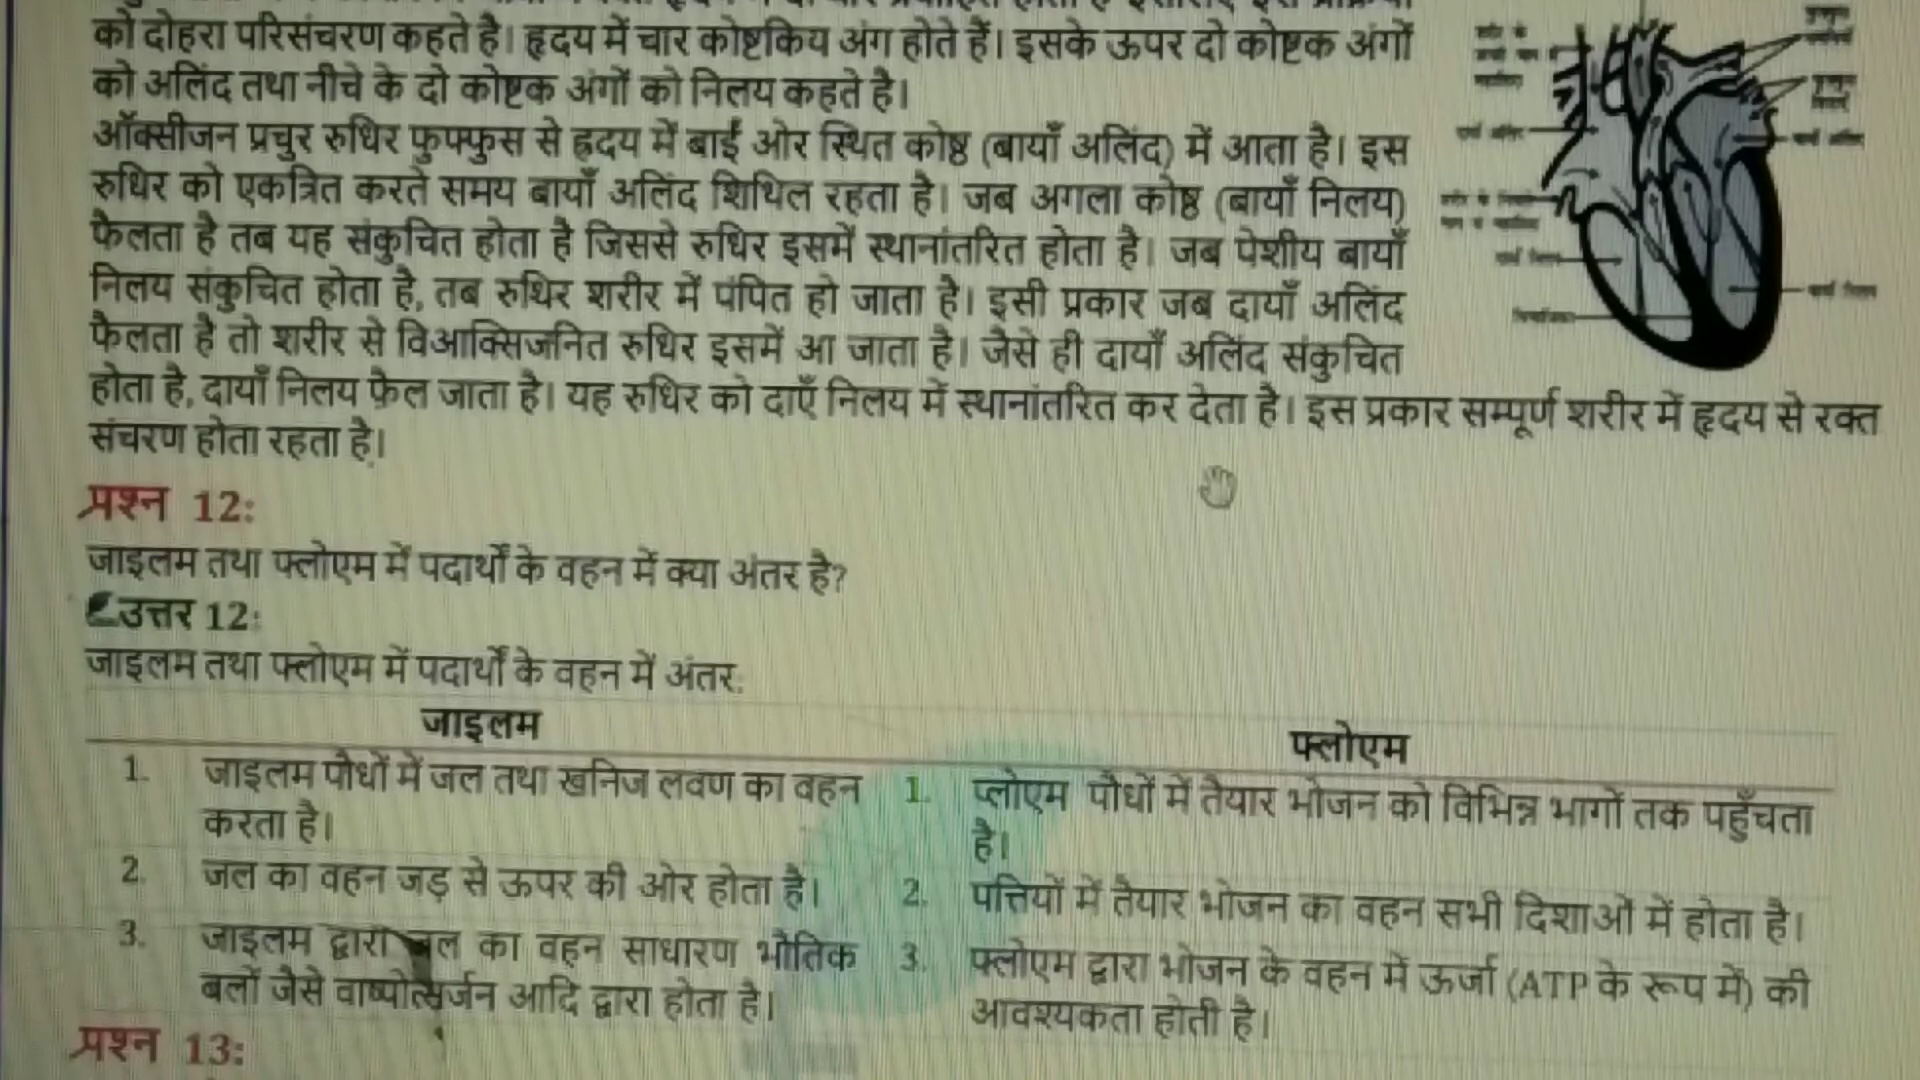 को दोहरा परिसंचरण कहते है। हृदय में चार कोष्टकिय अंग होते हैं। इसके ऊपर दो कोष्टक अंगों
को अलिंद तथा नीचे के दो कोष्टक अंगों को निलय कहते है।
ऑक्सीजन प्रचुर रुधिर फुफ्फुस से ह्रदय में बाईं ओर स्थित कोष्ठ (बायाँ अलिंद) में आता है। इस
रुधिर को एकत्रित करते समय बायाँ अलिंद शिथिल रहता है। जब अगला कोष्ठ (बायाँ निलय)
फैलता है तब यह संकुचित होता है जिससे रुधिर इसमें स्थानांतरित होता है। जब पेशीय बायाँ
निलय संकुचित होता है, तब रुधिर शरीर में पंपित हो जाता है। इसी प्रकार जब दायाँ अलिंद
फैलता है तो शरीर से विआक्सिजनित रुधिर इसमें आ जाता है। जैसे ही दायाँ अलिंद संकुचित
होता है, दायाँ निलय फ़ैल जाता है। यह रुधिर को दाएँ निलय में स्थानांतरित कर देता है। इस प्रकार सम्पूर्ण शरीर में हृदय से रक्त
संचरण होता रहता है।
प्रश्न 12:
जाइलम तथा फ्लोएम में पदार्थों के वहन में क्या अंतर है?
उत्तर 12:
जाइलम तथा फ्लोएम में पदार्थों के वहन में अंतर:
जाइलम
फ्लोएम
1. जाइलम पौधों में जल तथा खनिज लवण का वहन
करता है।
1. प्लोएम पौधों में तैयार भोजन को विभिन्न भागों तक पहुँचता
है।
2. जल का वहन जड़ से ऊपर की ओर होता है।
2. पत्तियों में तैयार भोजन का वहन सभी दिशाओं में होता है।
3. जाइलम द्वारा जल का वहन साधारण भौतिक
बलों जैसे वाष्पोत्सर्जन आदि द्वारा होता है।
3. फ्लोएम द्वारा भोजन के वहन में ऊर्जा (ATP के रूप में) की
आवश्यकता होती है।
प्रश्न 13: